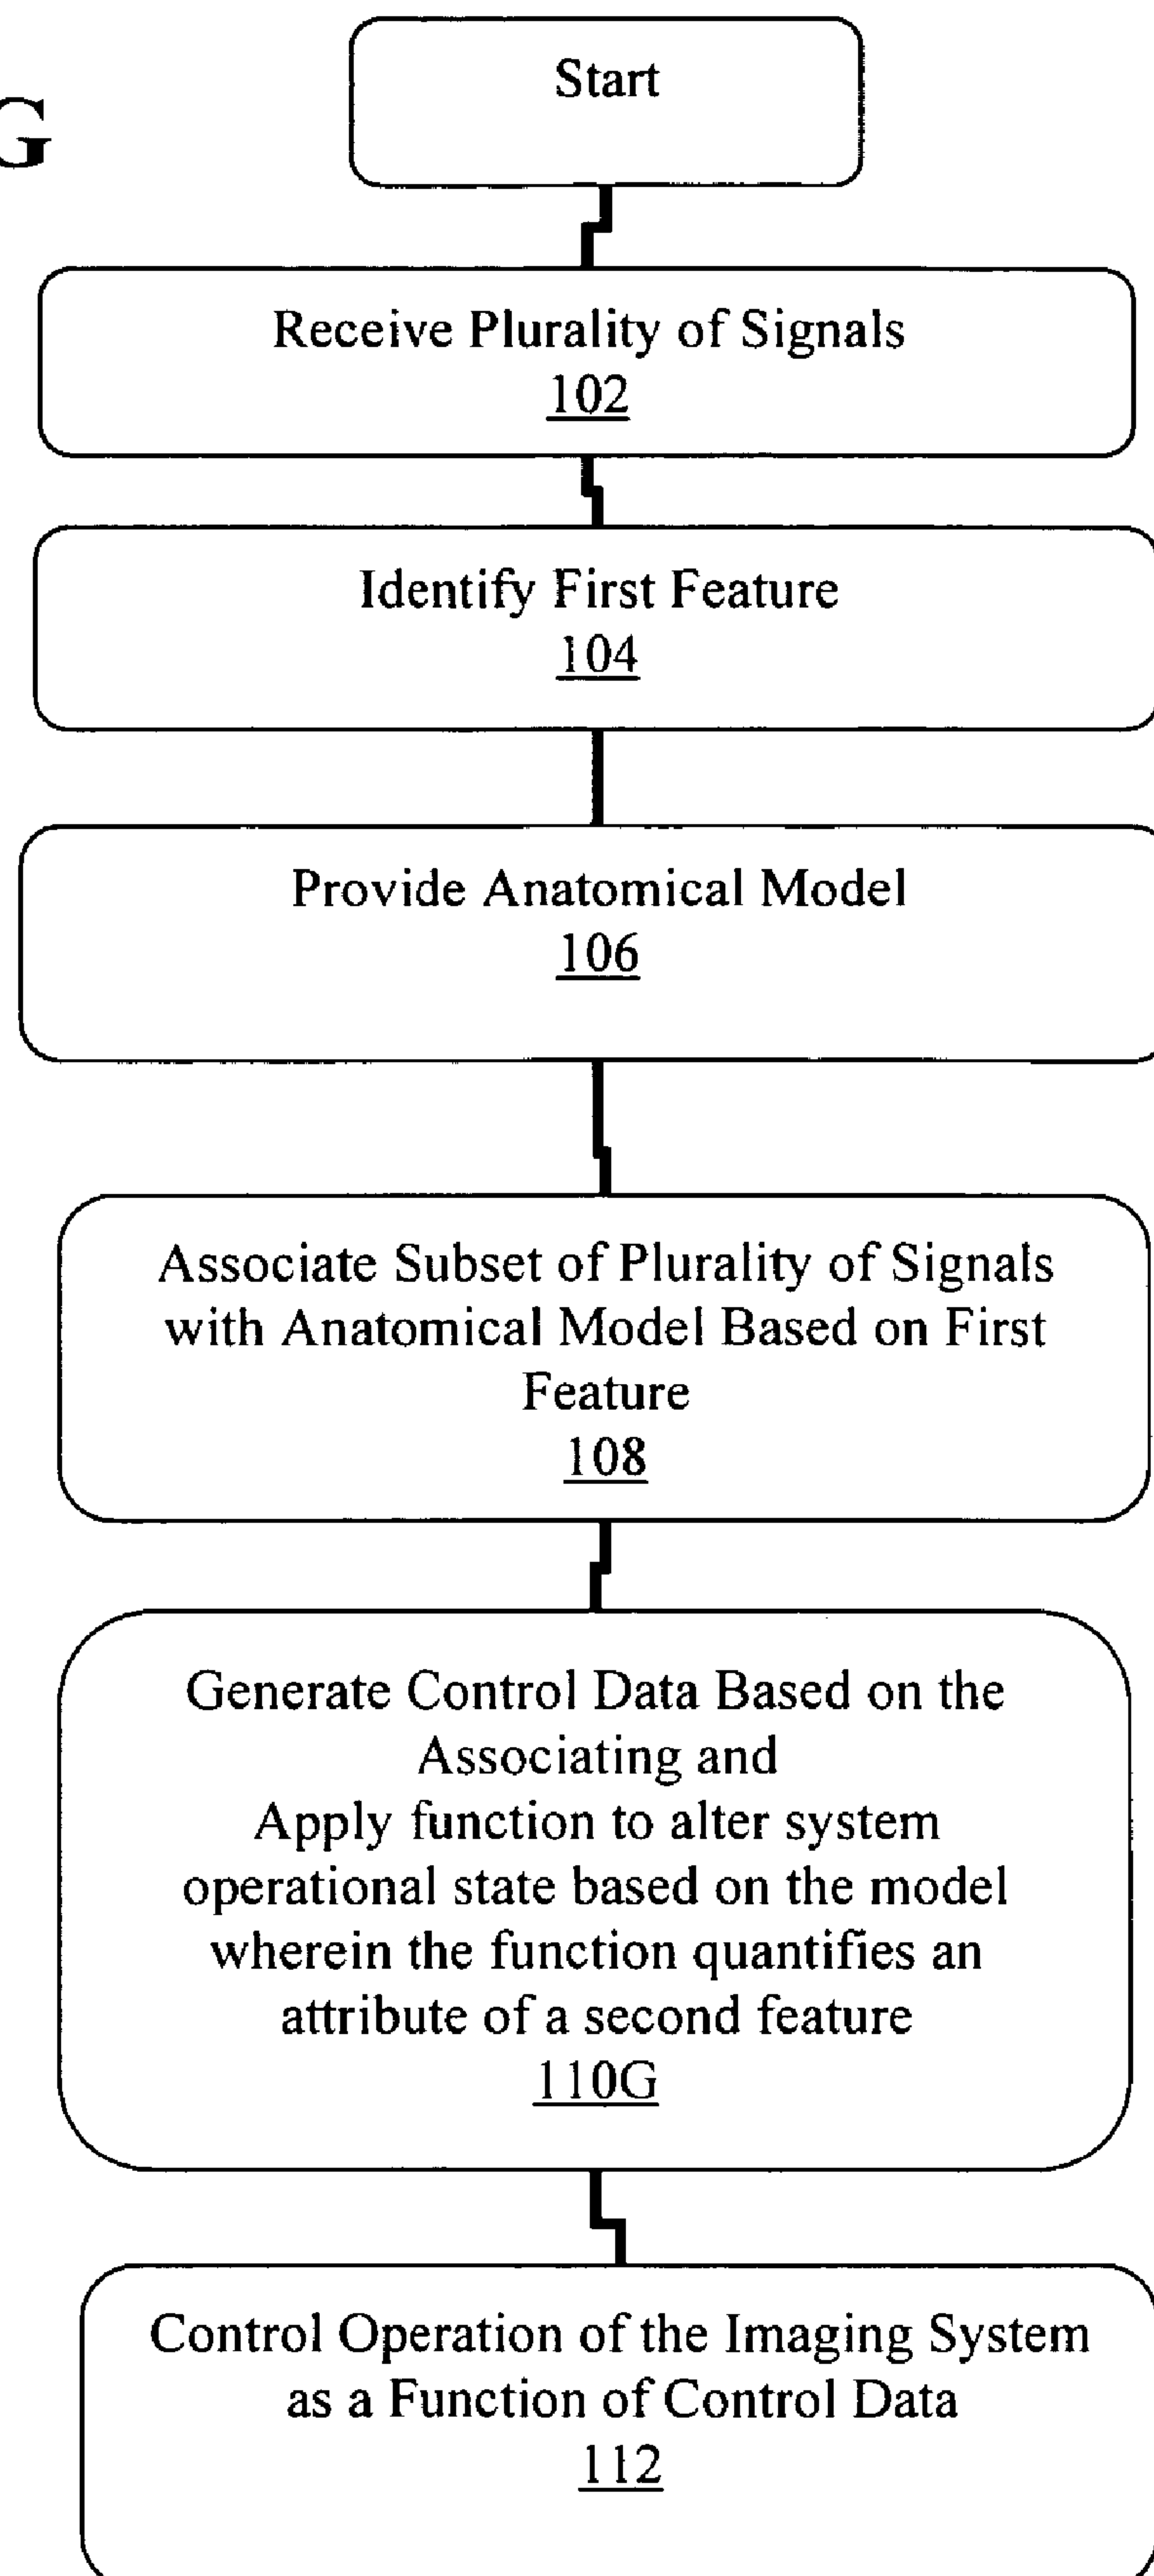 G
Start
Receive Plurality of Signals
102
Identify First Feature
104
Provide Anatomical Model
106
Associate Subset of Plurality of Signals
with Anatomical Model Based on First
Feature
108
Generate Control Data Based on the
Associating and
Apply function to alter system
operational state based on the model
wherein the function quantifies an
attribute of a second feature
110G
Control Operation of the Imaging System
as a Function of Control Data
112